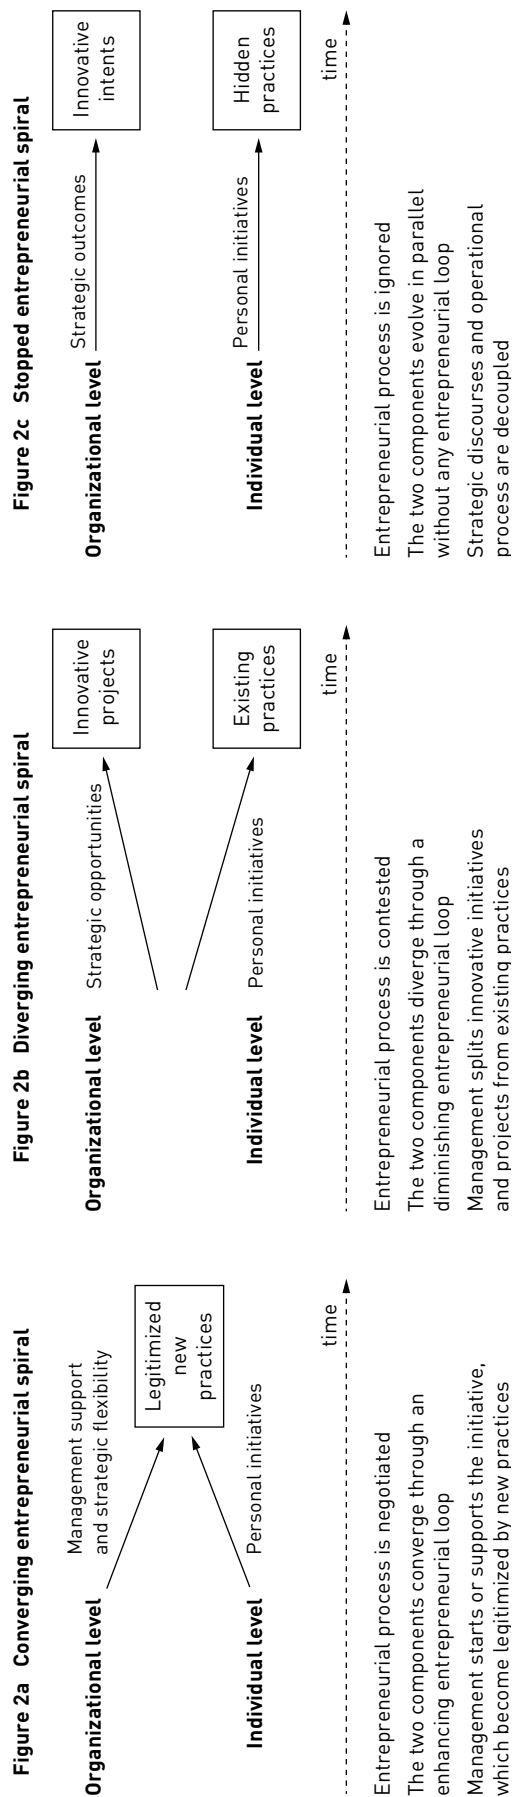 Figure 2a Converging entrepreneurial spiral
Organizational level
Management support
and strategic flexibility
Legitimized
new
practices
Individual level
Personal initiatives
time
Entrepreneurial process is negotiated
The two components converge through an
enhancing entrepreneurial loop
Management starts or supports the initiative,
which become legitimized by new practices
Figure 2b Diverging entrepreneurial spiral
Organizational level
Strategic opportunities
Innovative
projects
Individual level
Personal initiatives
Existing
practices
time
Entrepreneurial process is contested
The two components diverge through a
diminishing entrepreneurial loop
Management splits innovative initiatives
and projects from existing practices
Figure 2c Stopped entrepreneurial spiral
Organizational level
Strategic outcomes
Innovative
intents
Individual level
Personal initiatives
Hidden
practices
time
Entrepreneurial process is ignored
The two components evolve in parallel
without any entrepreneurial loop
Strategic discourses and operational
process are decoupled